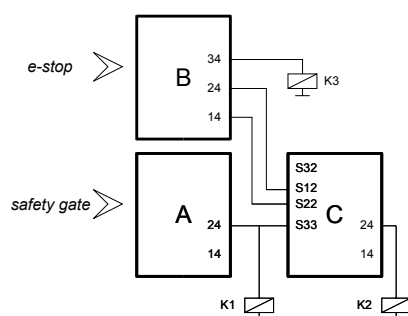 34
e-stop
B
K3
24
14
S32
S12
safety gate
S22
A
C
24
S33
24
14
14
K1
K2